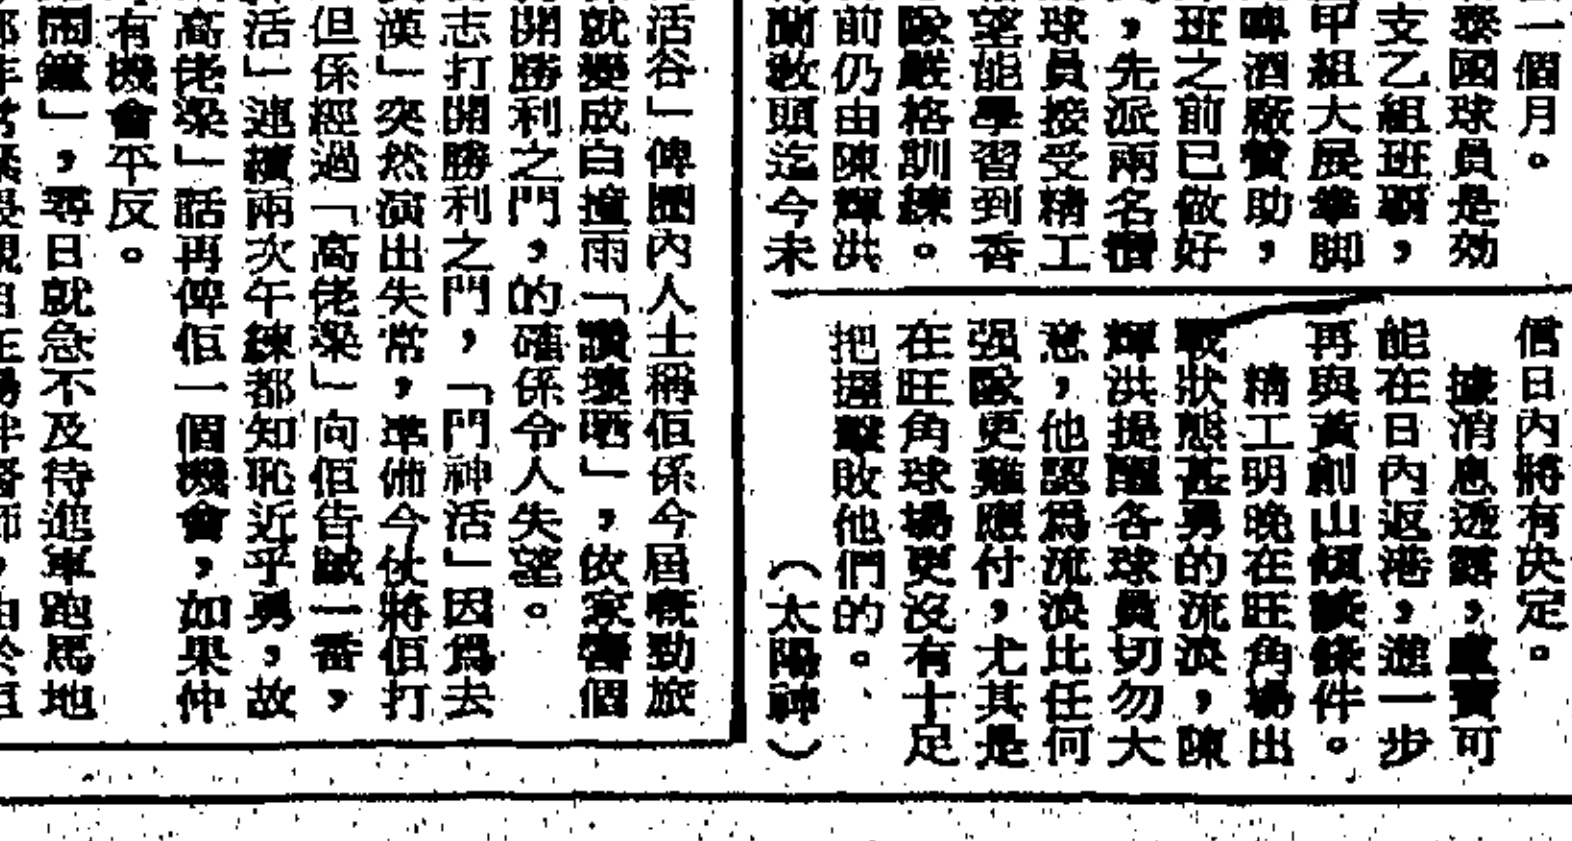 一個月。
泰國球員是効
支乙組班霸，
甲組大展拳脚
啤酒廠贊助，
班之前已做好
，先派兩名
球員接受精工
望能學習到香
嚴格訓練。
前仍由陳輝洪
蘭敎頭迄今未
信日內將有决定。
據消息透露，盧寶可
能在日內返港，進一步
再與黃創山傾談條件。
精工明晚在旺角場出
戰狀態甚勇的流浪，陳
輝洪提醒各球員切勿大
意，他認爲流浪比任何
强隊更難應付，尤其是
在旺角球場更沒有十足
把握擊敗他們的。
（太陽神）
活谷」俾圈內人士稱佢係今屆嘅勁旅
就變成白撞雨「讚壞晒」，依家響個
開勝利之門，的確係令人失望。
志打開勝利之門，「門神活」因爲去
漢」突然演出失常，準備今伙將佢打
但係經過「高佬梁」向佢告誡一番，
活」連續兩次午練都知恥近乎勇，故
高佬梁」話再俾佢一個機會，如果仲
有機會平反。
兩鑊」，尋日就急不及待進軍跑馬地